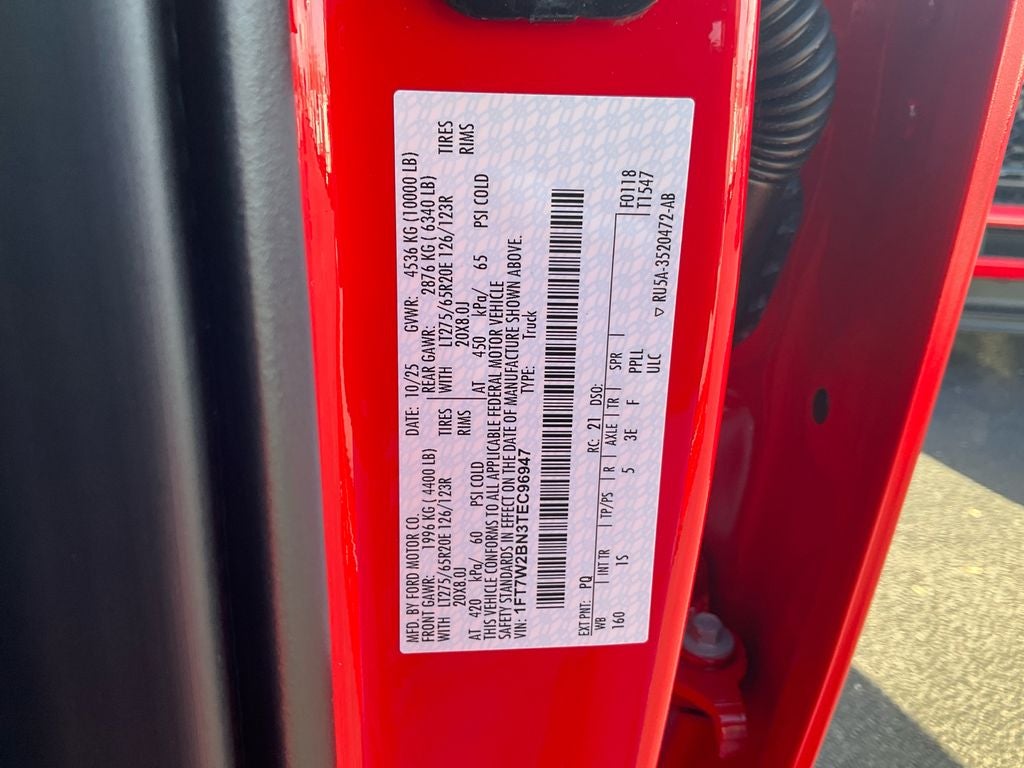 MFD. BY FORD MOTOR CO. DATE: 10/25 GVWR: 4536 KG (10000 LB)
FRONT GAWR: 1996 KG ( 4400 LB) REAR GAWR: 2876 KG ( 6340 LB)
WITH LT275/65R20E 126/123R TIRES WITH LT275/65R20E 126/123R TIRES
20X8.0J RIMS 20X8.0J RIMS
AT 420 kPa/ 60 PSI COLD AT 450 kPa/ 65 PSI COLD
THIS VEHICLE CONFORMS TO ALL APPLICABLE FEDERAL MOTOR VEHICLE
SAFETY STANDARDS IN EFFECT ON THE DATE OF MANUFACTURE SHOWN ABOVE.
VIN: 1FT7W2BN3TEC96947 TYPE: Truck
EXT PNT: PQ RC: 21 DSO: F0118
WB INT TR TP/PS R AXLE TR SPR T1547
160 1S 5 3E F PPLL
ULC
▽ RU5A-3520472-AB